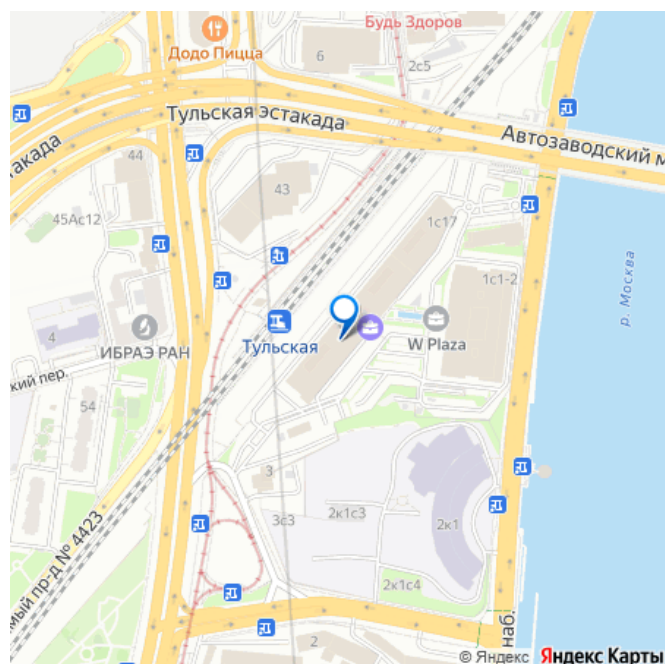 Будь Здоров
Додо Пицца
6
2с5
Тульская эстакада
Автозаводский м
такада
44
43
45Ас12
1с17
1с1-2
р. Москва
4
ИБРАЭ РАН
Тульская
W Plaza
кий пер.
54
3
3с3
2к1с3
2к1
мый пр-д № 4423
2к1с4
2
наб.
© Яндекс Яндекс Карты